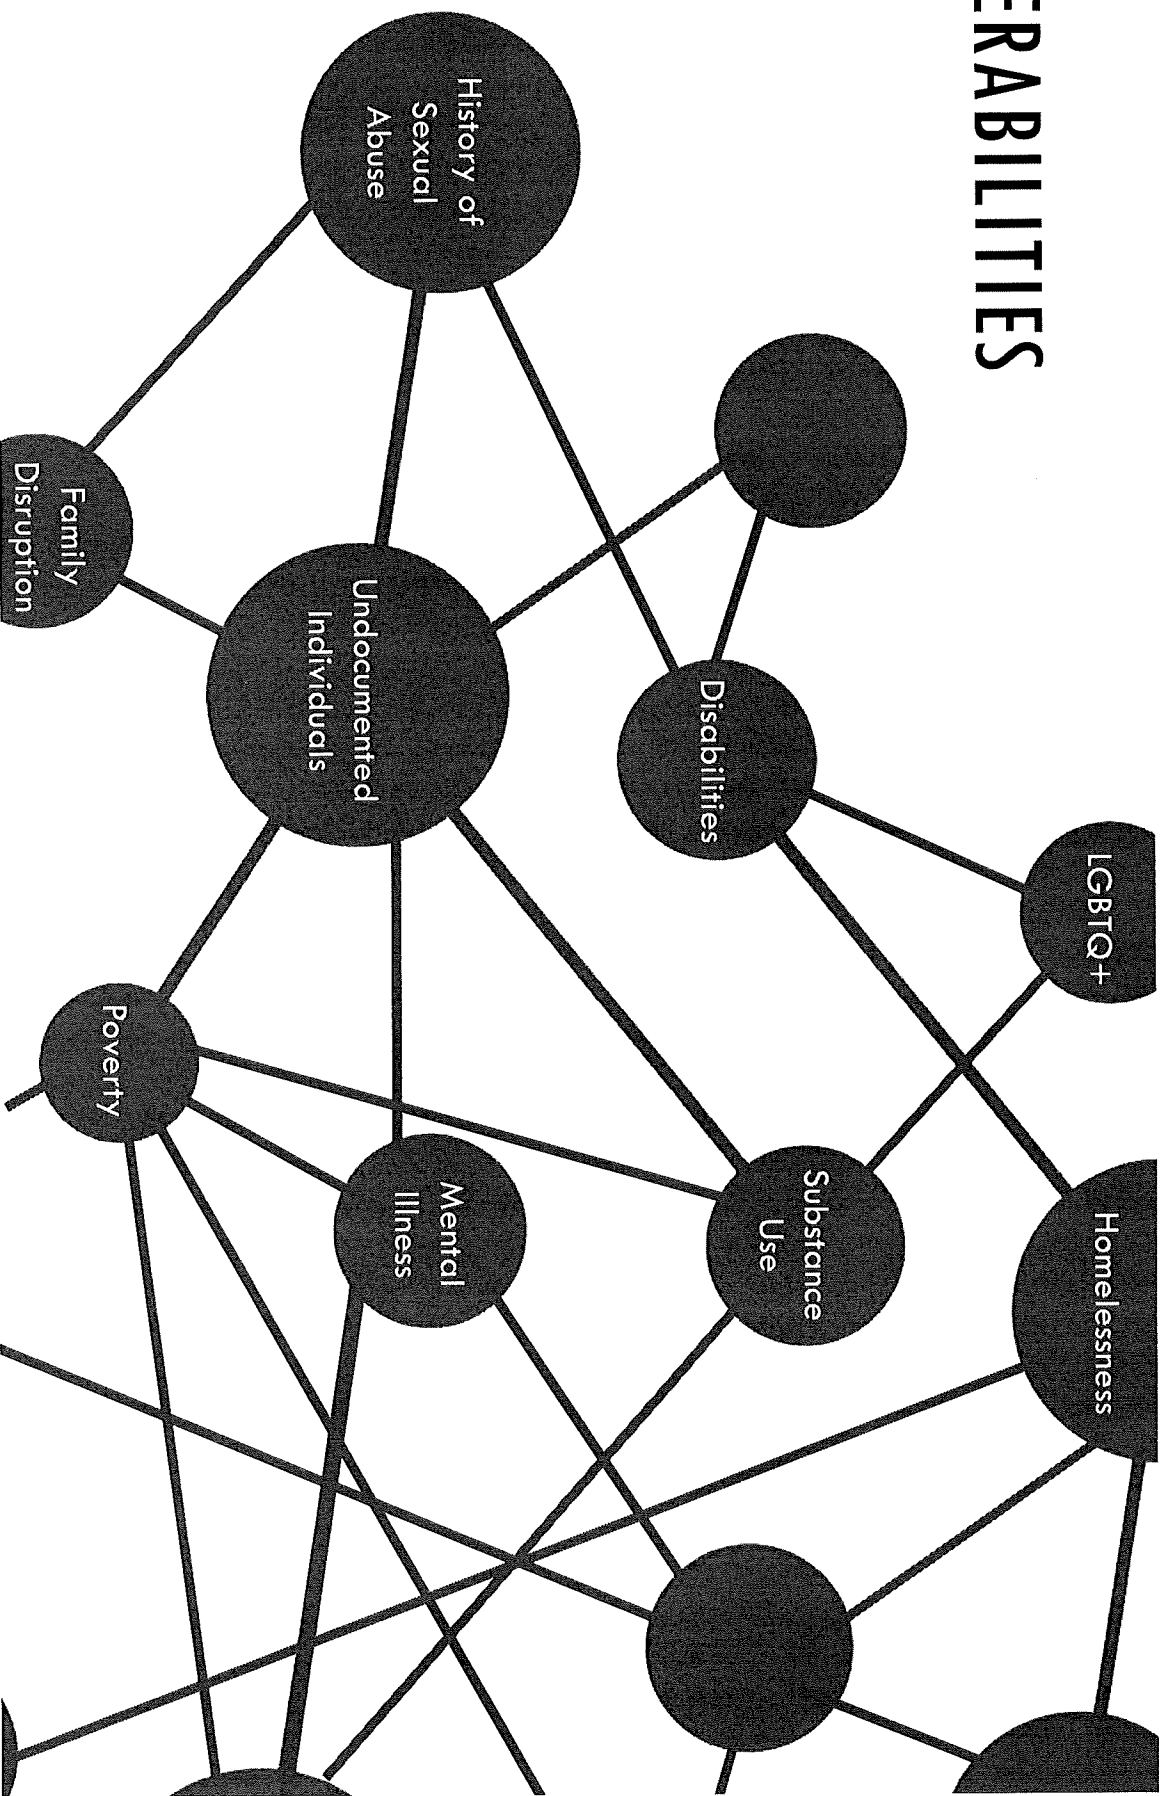 ERABILITIES
LGBTQ+
Homelessness
Disabilities
Substance
Use
History of
Sexual
Abuse
Undocumented
Individuals
Mental
Illness
Poverty
Family
Disruption